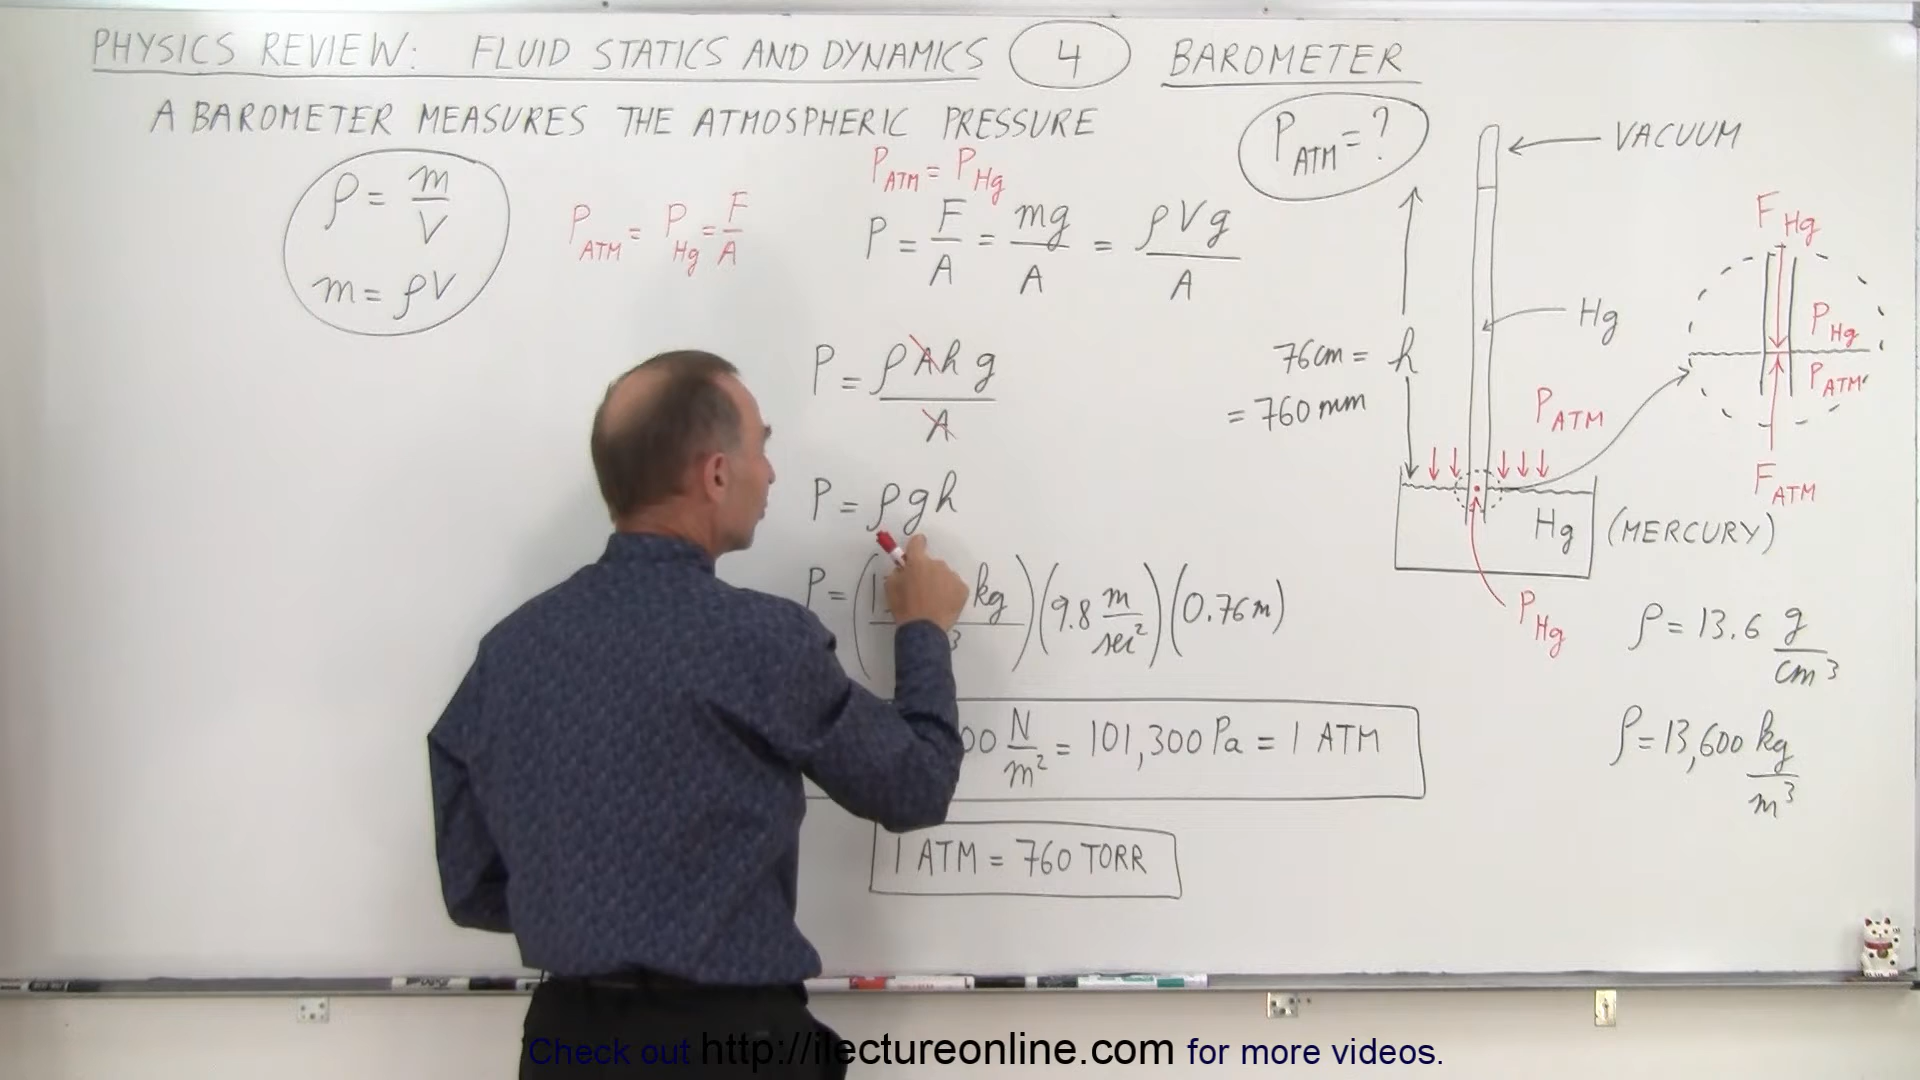 PHYSICS REVIEW: FLUID STATICS AND DYNAMICS 4 BAROMETER
A BAROMETER MEASURES THE ATMOSPHERIC PRESSURE
P_ATM = ?
VACUUM
ρ = m/V
m = ρV
P_ATM = P_Hg = F/A
P_ATM = P_Hg
P = F/A = mg/A = ρVg/A
P = ρAhg/A
P = ρgh
P = ( kg/ 3)(9.8 m/sec²)(0.76m)
00 N/m² = 101,300 Pa = 1 ATM
1 ATM = 760 TORR
76cm = h
= 760 mm
Hg
P_ATM
Hg (MERCURY)
P_Hg
F_Hg
P_Hg
P_ATM
F_ATM
ρ = 13.6 g/cm³
ρ = 13,600 kg/m³
Check out http://ilectureonline.com for more videos.